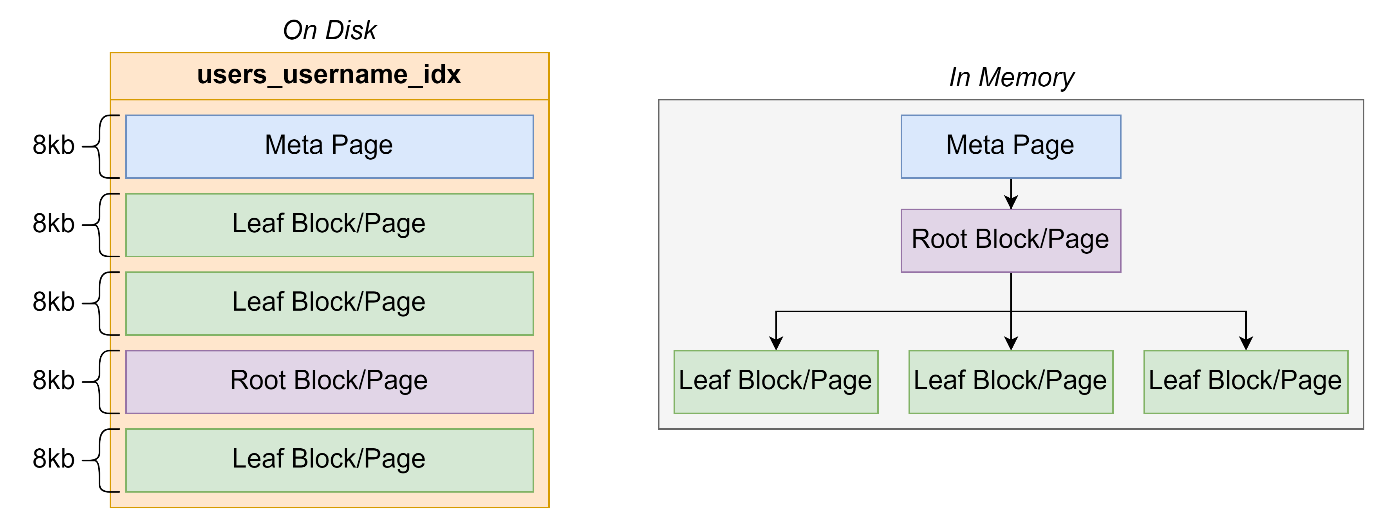 On Disk
users_username_idx
8kb
Meta Page
8kb
Leaf Block/Page
8kb
Leaf Block/Page
8kb
Root Block/Page
8kb
Leaf Block/Page
In Memory
Meta Page
Root Block/Page
Leaf Block/Page
Leaf Block/Page
Leaf Block/Page